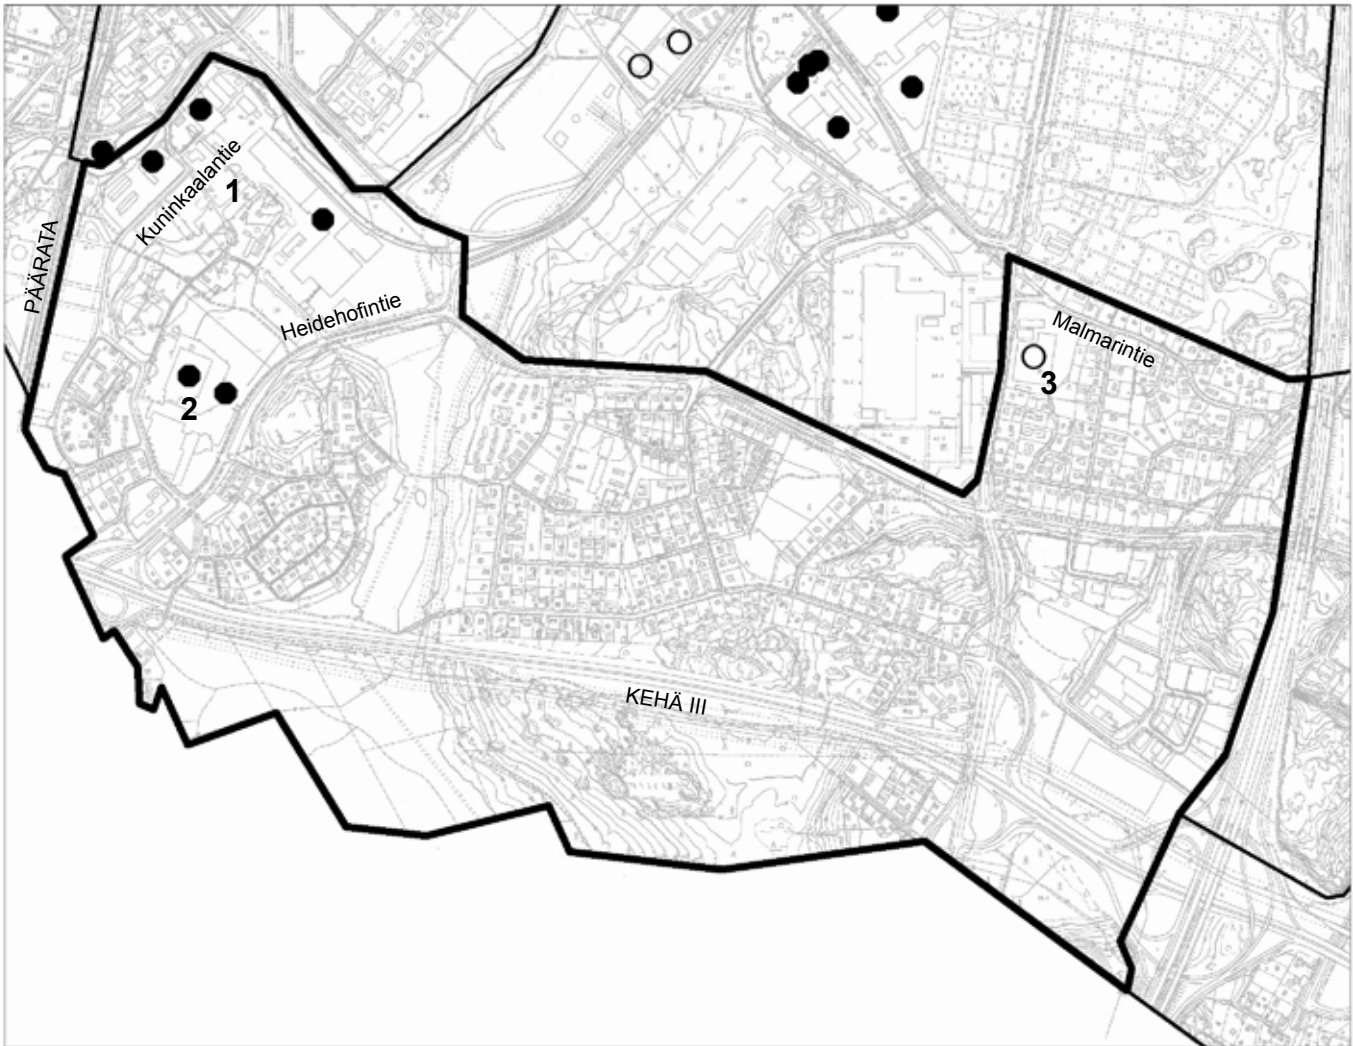 Kuninkaalantie
1
PÄÄRATA
Heidehofintie
Malmarintie
3
2
KEHÄ III